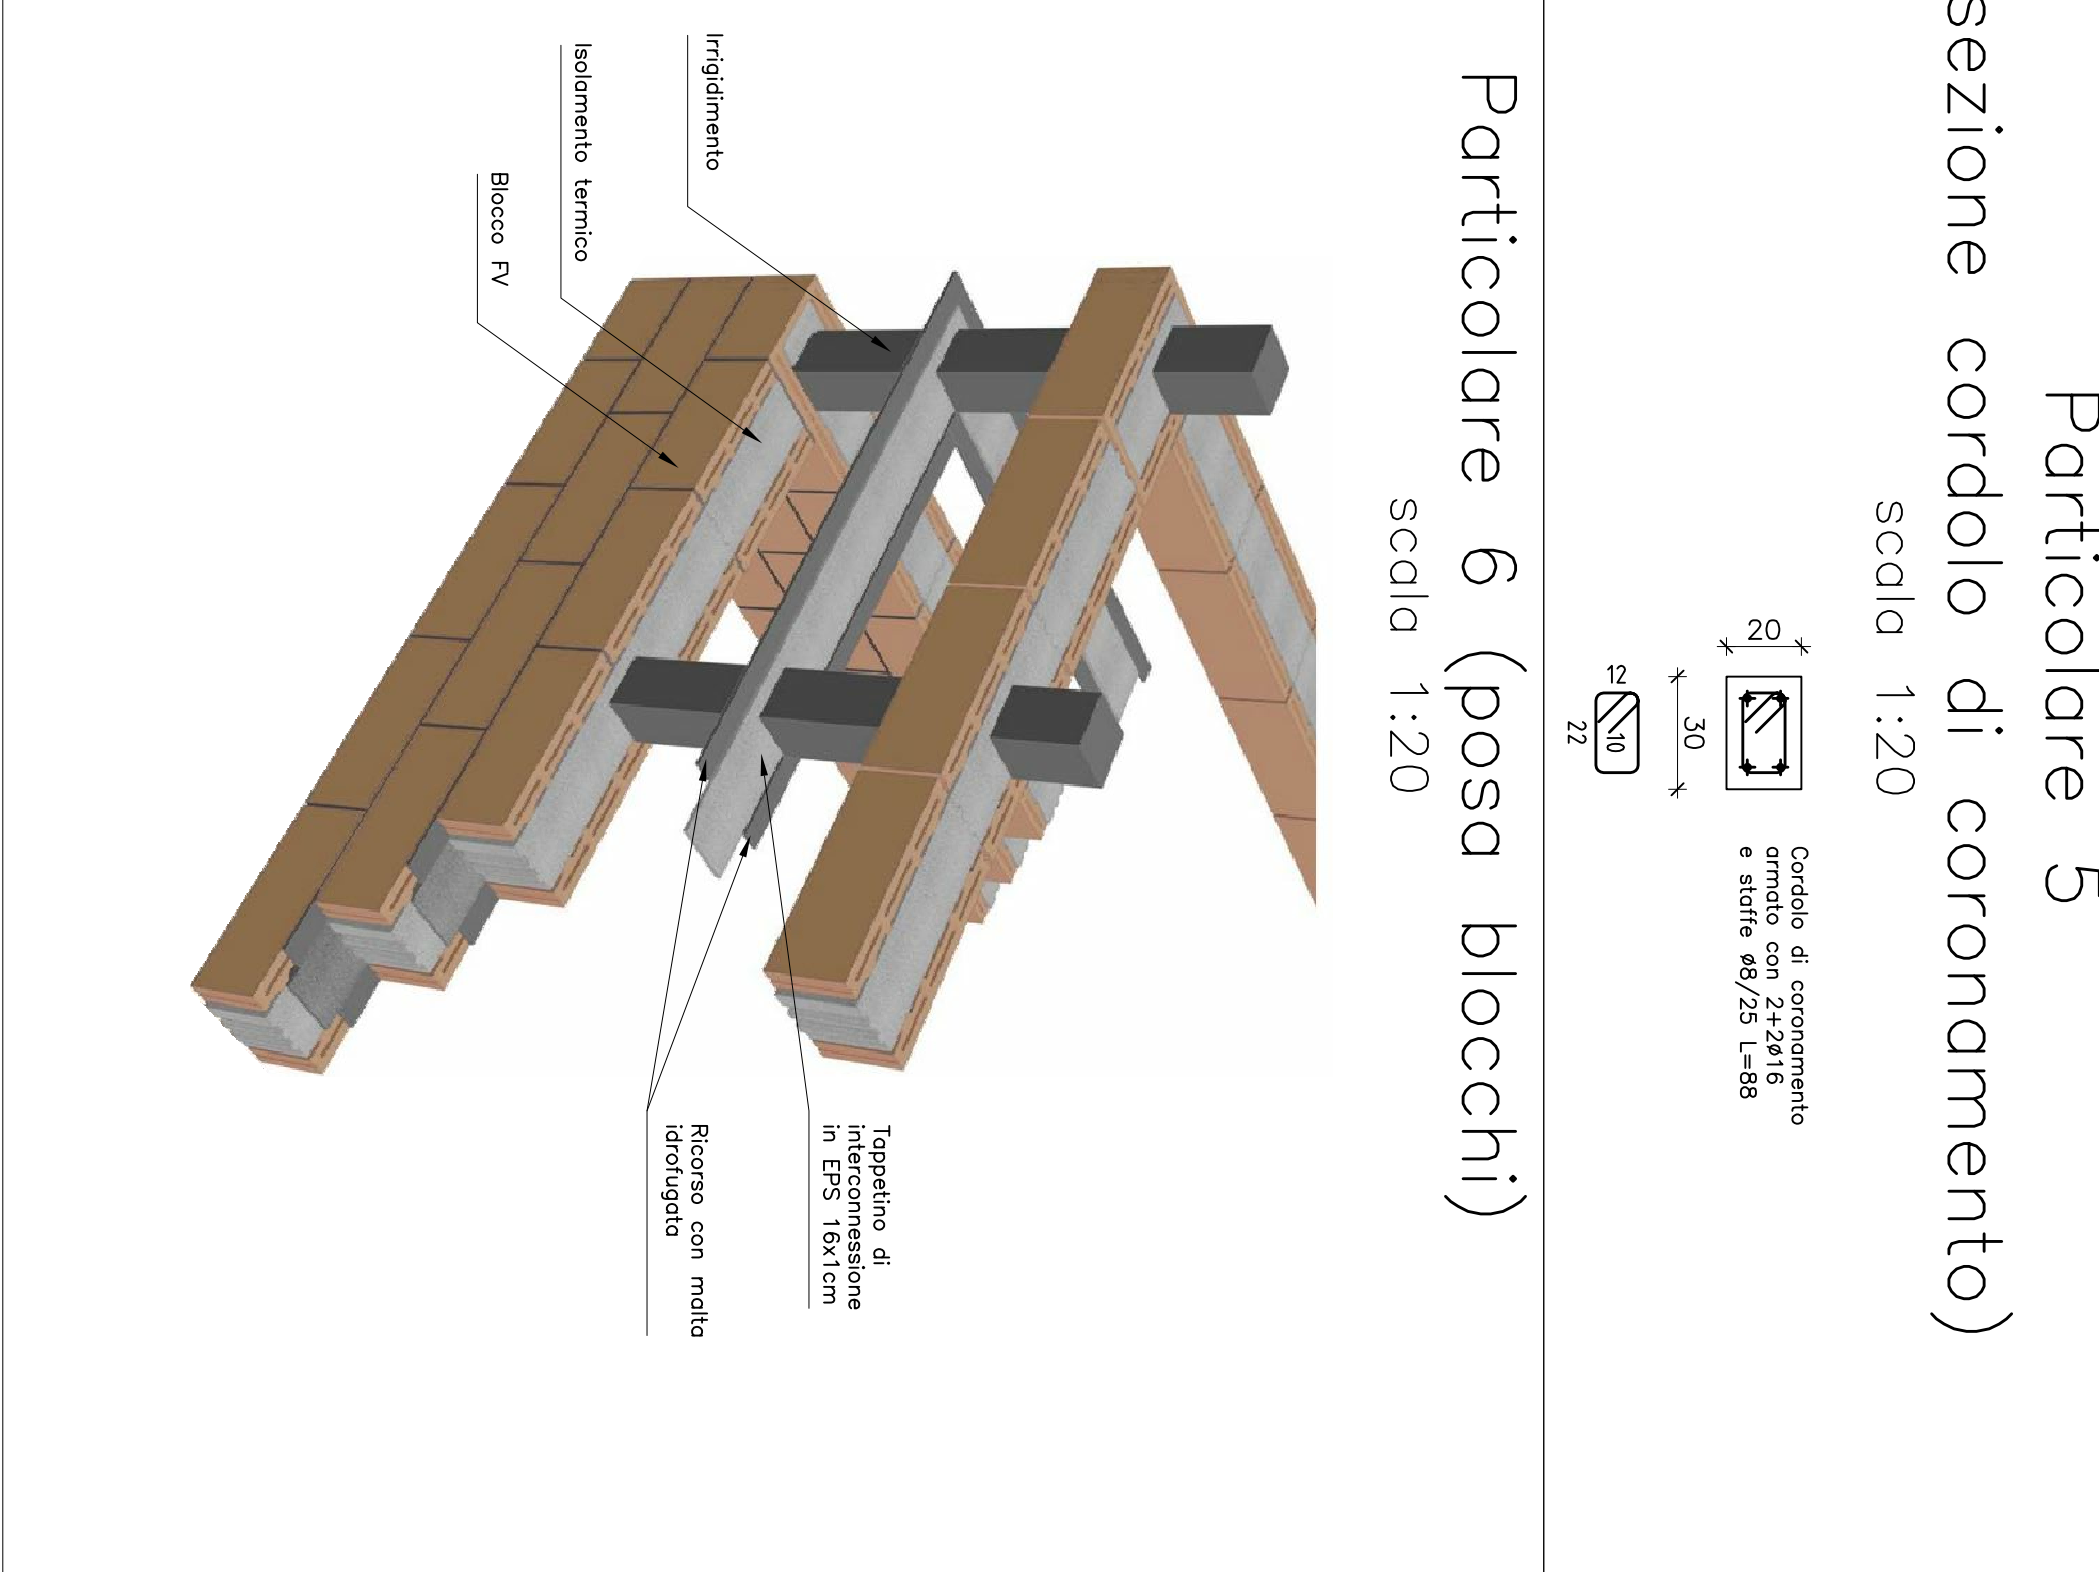 Particolare 5
sezione cordolo di coronamento)
scala 1:20
20
30
12
10
22
Cordolo di coronamento
armato con 2+2ø16
e staffe ø8/25 L=88
Particolare 6 (posa blocchi)
scala 1:20
Irrigidimento
Isolamento termico
Blocco FV
Tappetino di
interconnessione
in EPS 16x1cm
Ricorso con malta
idrofugata